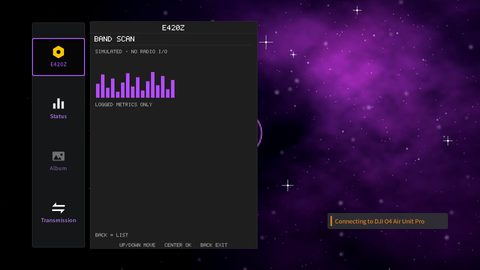 E420Z
BAND SCAN
SIMULATED - NO RADIO I/O
LOGGED METRICS ONLY
BACK = LIST
UP/DOWN MOVE CENTER OK BACK EXIT
E420Z
Status
Album
Transmission
Connecting to DJI O4 Air Unit Pro